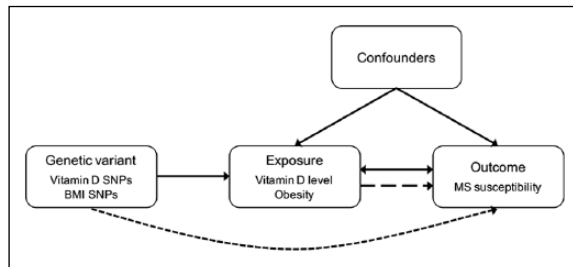 Confounders
Genetic variant
Vitamin D SNPs
BMI SNPs
Exposure
Vitamin D level
Obesity
Outcome
MS susceptibility